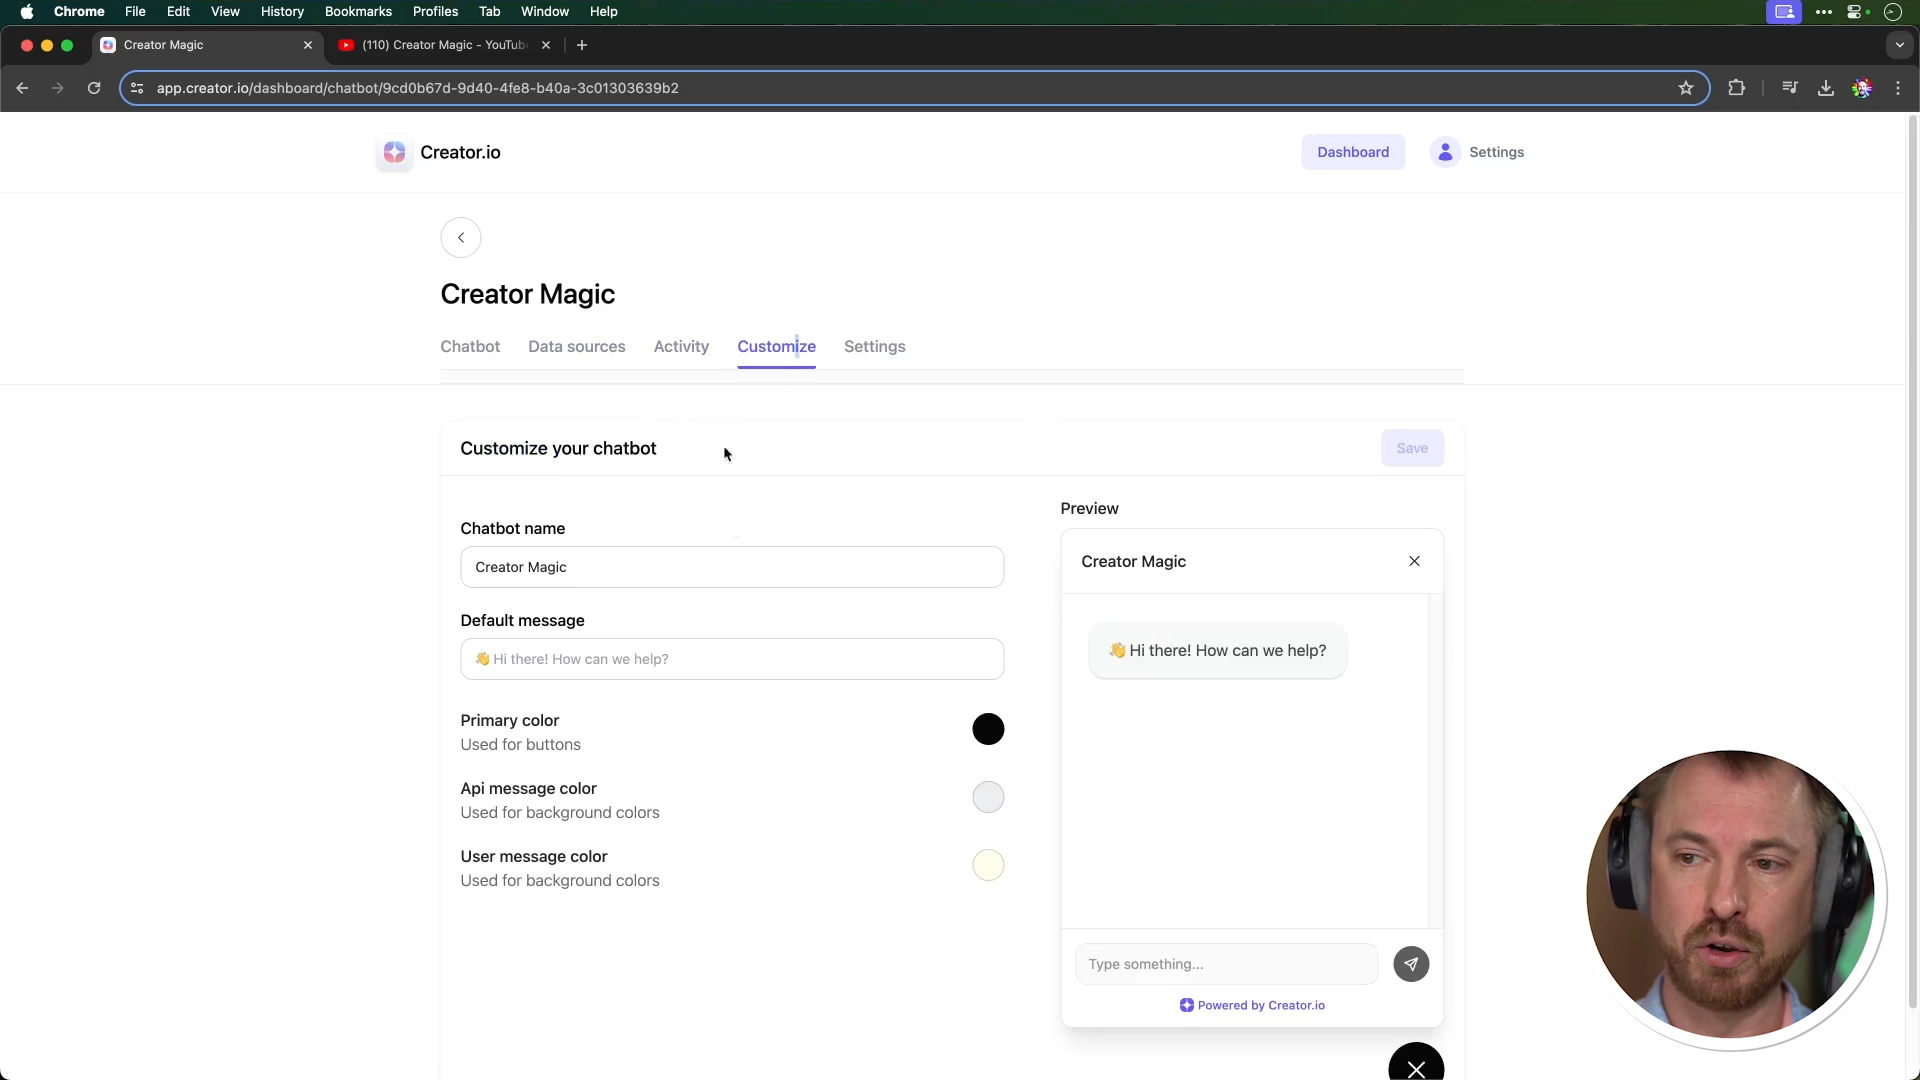 Chrome File Edit View History Bookmarks Profiles Tab Window Help
Creator Magic
(110) Creator Magic - YouTub
app.creator.io/dashboard/chatbot/9cd0b67d-9d40-4fe8-b40a-3c01303639b2
Creator.io
Dashboard
Settings
Creator Magic
Chatbot Data sources Activity Customize Settings
Customize your chatbot
Save
Chatbot name
Creator Magic
Default message
👋 Hi there! How can we help?
Primary color
Used for buttons
Api message color
Used for background colors
User message color
Used for background colors
Preview
Creator Magic
👋 Hi there! How can we help?
Type something...
Powered by Creator.io